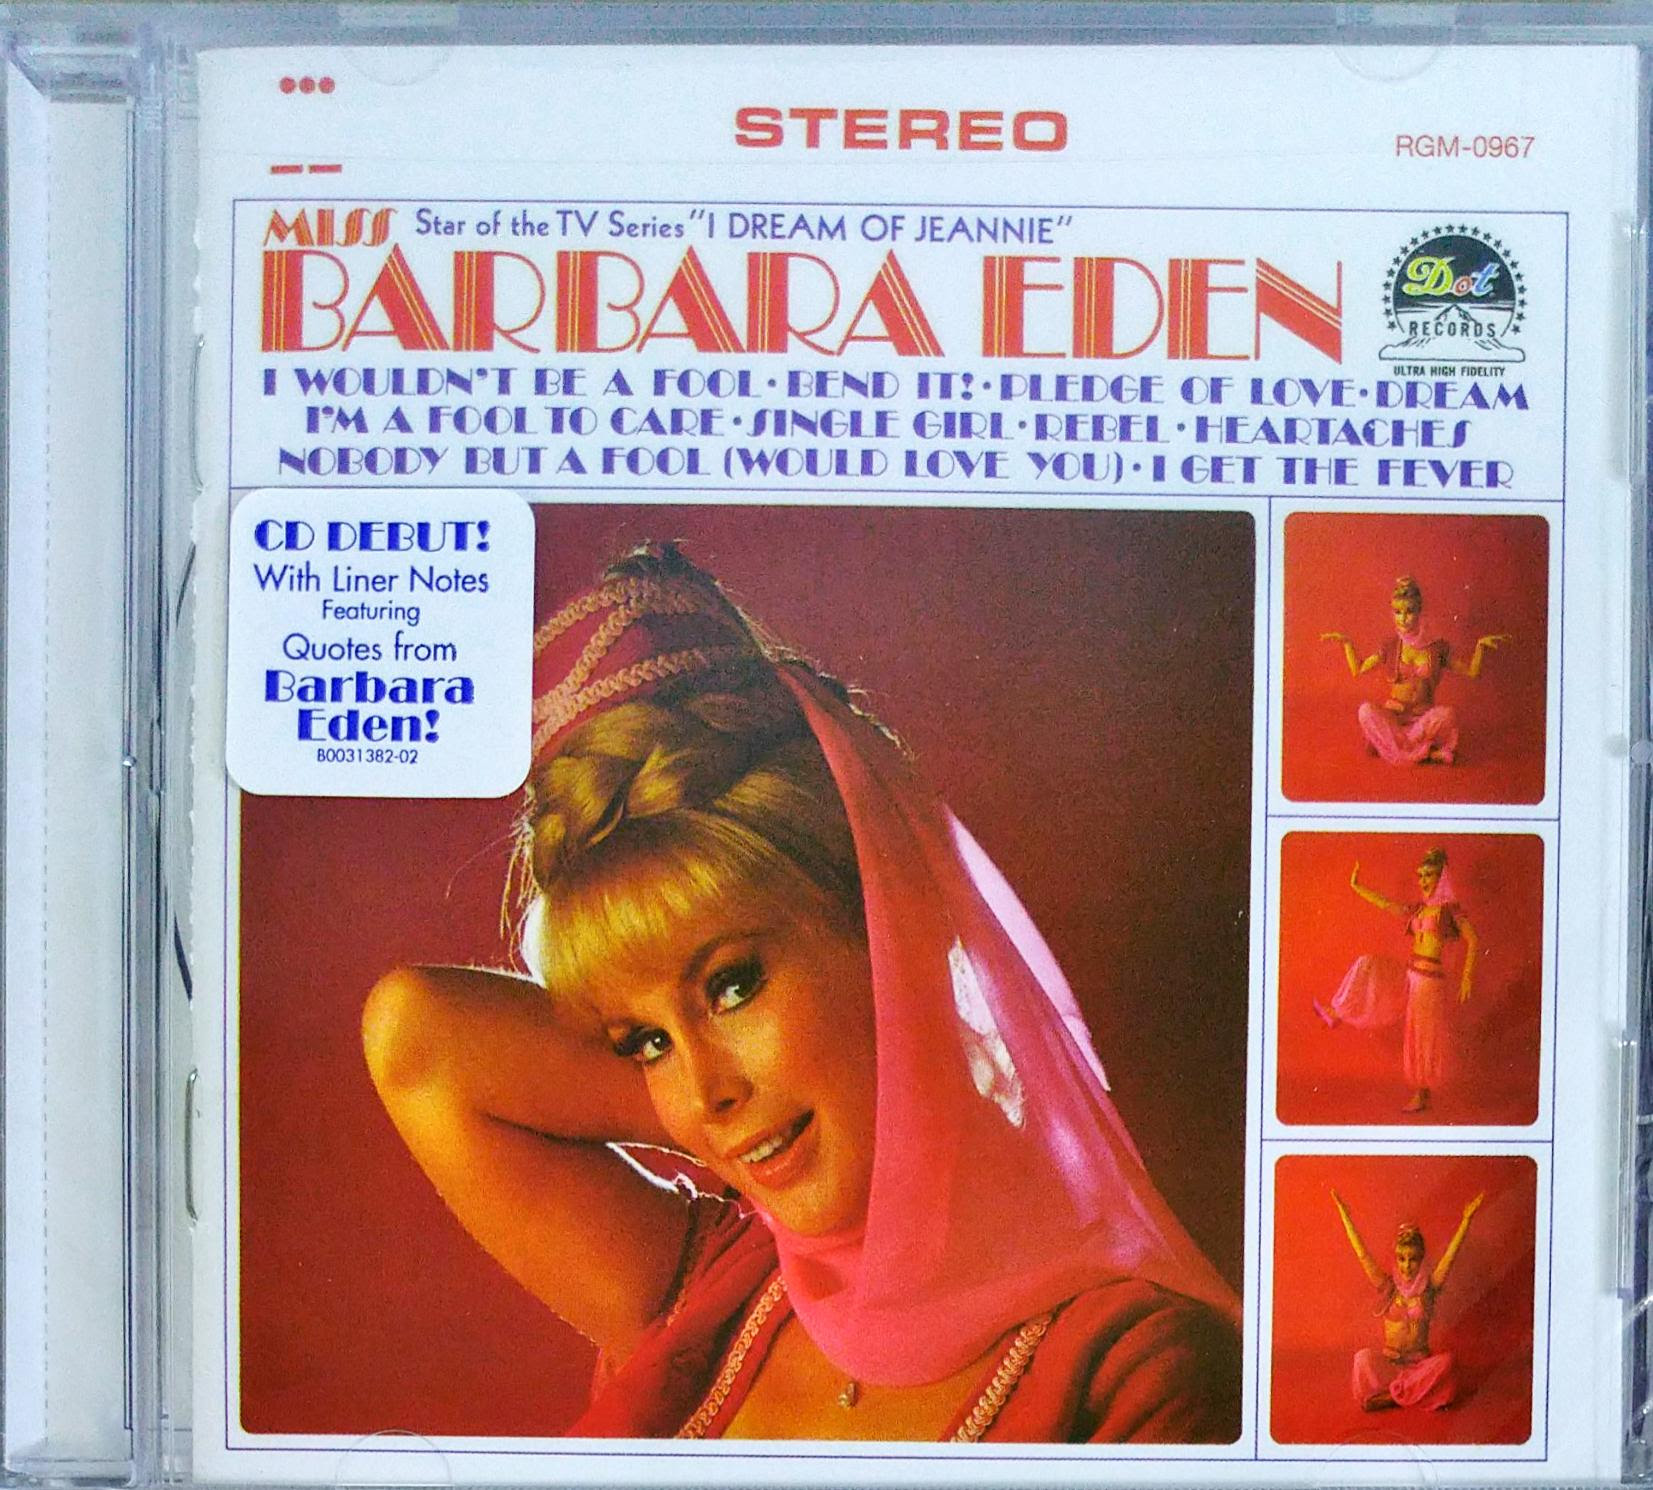 STEREO
RGM-0967
MISS Star of the TV Series "I DREAM OF JEANNIE"
BARBARA EDEN
Dot
RECORDS
ULTRA HIGH FIDELITY
I WOULDN'T BE A FOOL • BEND IT! • PLEDGE OF LOVE • DREAM
I'M A FOOL TO CARE • SINGLE GIRL • REBEL • HEARTACHES
NOBODY BUT A FOOL (WOULD LOVE YOU) • I GET THE FEVER
CD DEBUT!
With Liner Notes
Featuring
Quotes from
Barbara
Eden!
B0031382-02